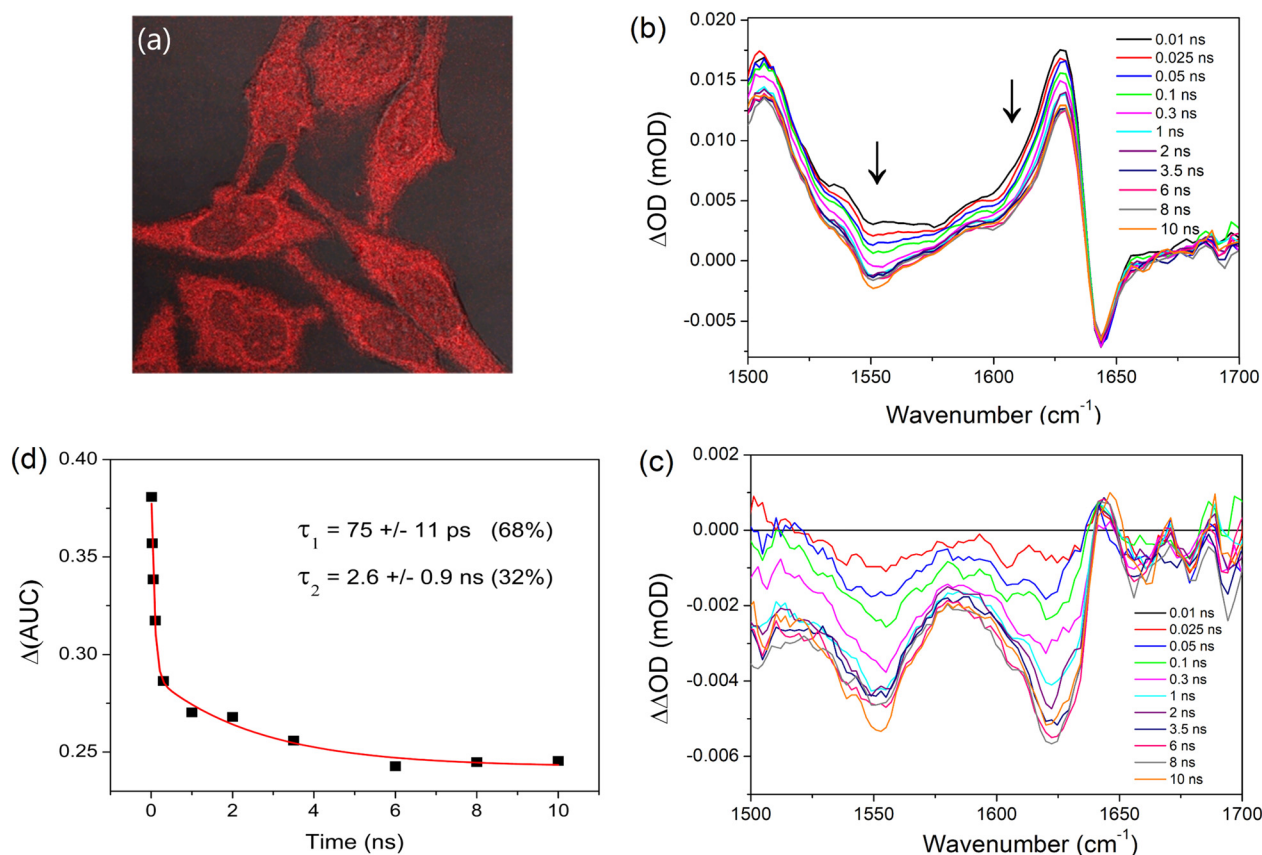 (a)
(b)
0.020
0.015
0.010
0.005
0.000
-0.005
ΔOD (mOD)
0.01 ns
0.025 ns
0.05 ns
0.1 ns
0.3 ns
1 ns
2 ns
3.5 ns
6 ns
8 ns
10 ns
1500 1550 1600 1650 1700
Wavenumber (cm⁻¹)
(d)
0.40
0.35
0.30
0.25
Δ(AUC)
τ₁ = 75 +/- 11 ps (68%)
τ₂ = 2.6 +/- 0.9 ns (32%)
0 2 4 6 8 10
Time (ns)
(c)
0.002
0.000
-0.002
-0.004
-0.006
ΔΔOD (mOD)
0.01 ns
0.025 ns
0.05 ns
0.1 ns
0.3 ns
1 ns
2 ns
3.5 ns
6 ns
8 ns
10 ns
1500 1550 1600 1650 1700
Wavenumber (cm⁻¹)